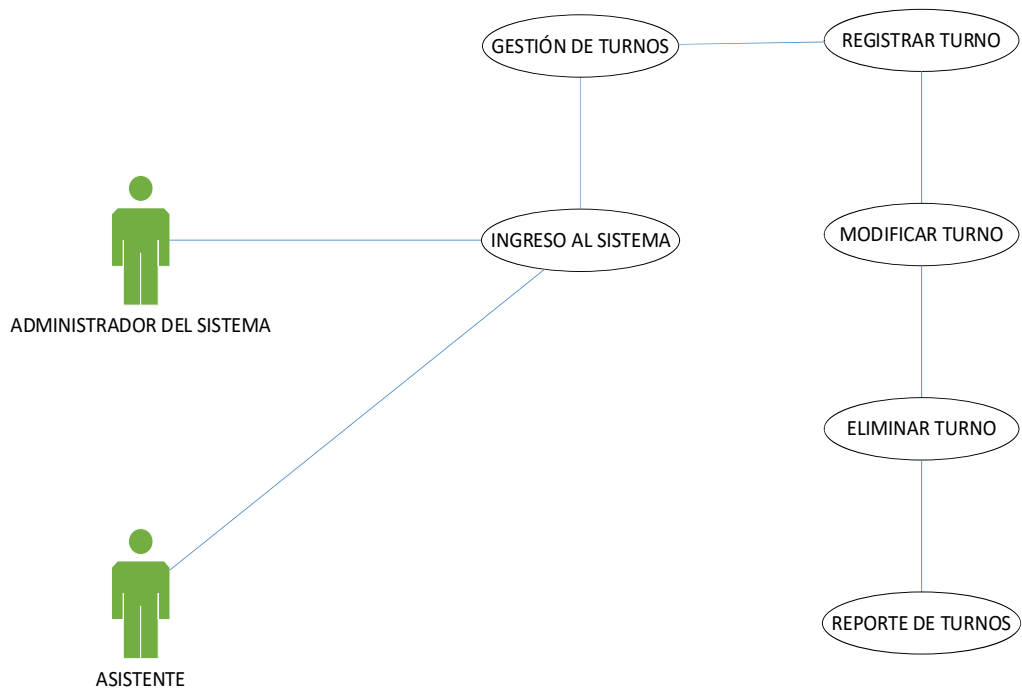 GESTIÓN DE TURNOS
REGISTRAR TURNO
INGRESO AL SISTEMA
MODIFICAR TURNO
ADMINISTRADOR DEL SISTEMA
ELIMINAR TURNO
REPORTE DE TURNOS
ASISTENTE